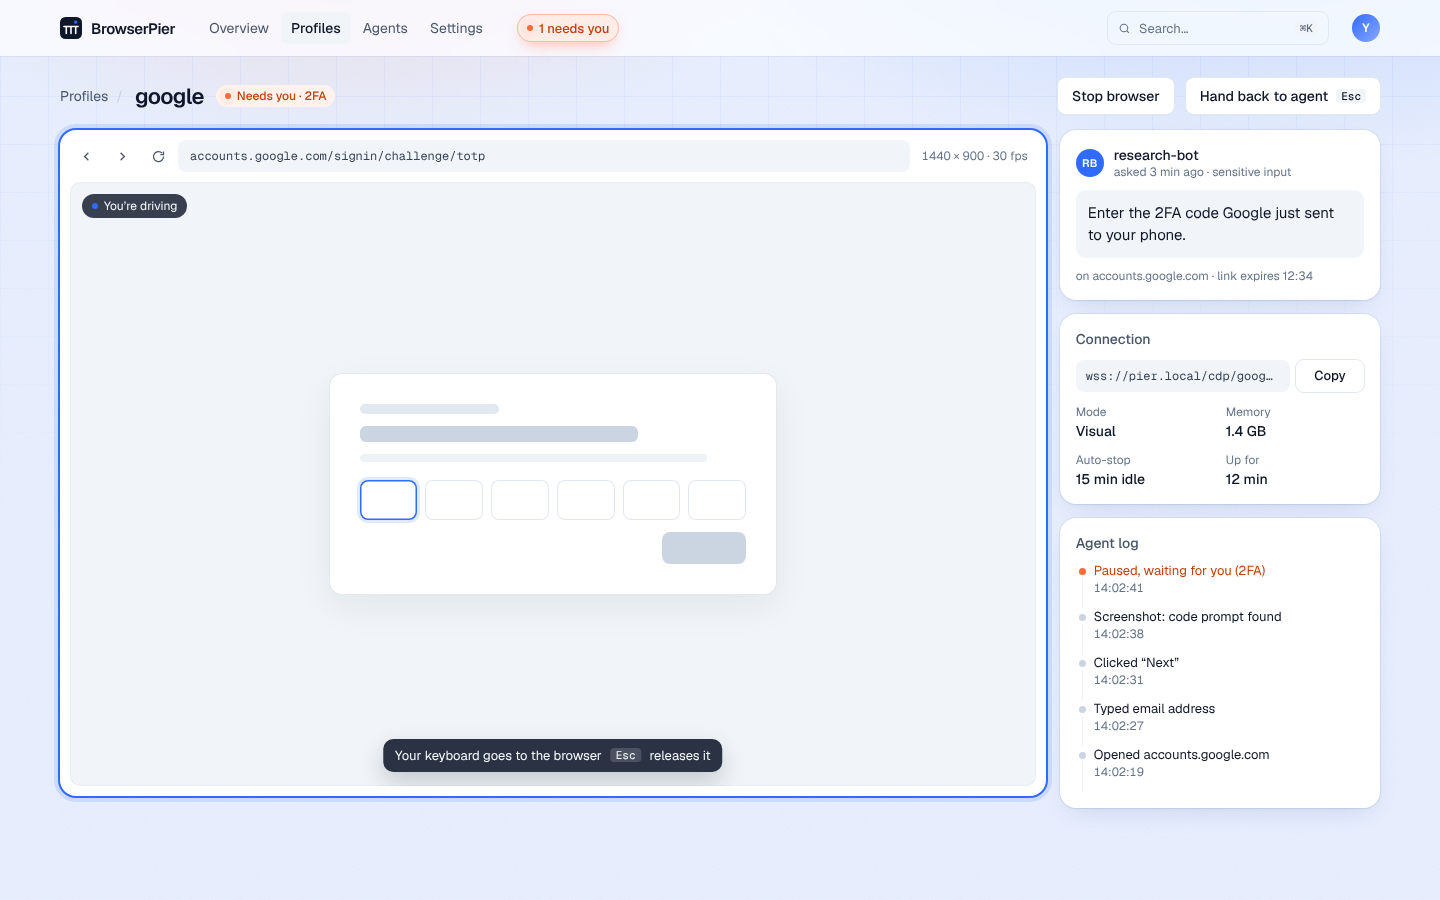 BrowserPier
Overview
Profiles
Agents
Settings
1 needs you
Search...
⌘K
Y
Profiles / google
Needs you · 2FA
Stop browser
Hand back to agent Esc
accounts.google.com/signin/challenge/totp
1440 × 900 · 30 fps
You're driving
Your keyboard goes to the browser Esc releases it
RB
research-bot
asked 3 min ago · sensitive input
Enter the 2FA code Google just sent
to your phone.
on accounts.google.com · link expires 12:34
Connection
wss://pier.local/cdp/goog…
Copy
Mode
Visual
Memory
1.4 GB
Auto-stop
15 min idle
Up for
12 min
Agent log
Paused, waiting for you (2FA)
14:02:41
Screenshot: code prompt found
14:02:38
Clicked “Next”
14:02:31
Typed email address
14:02:27
Opened accounts.google.com
14:02:19